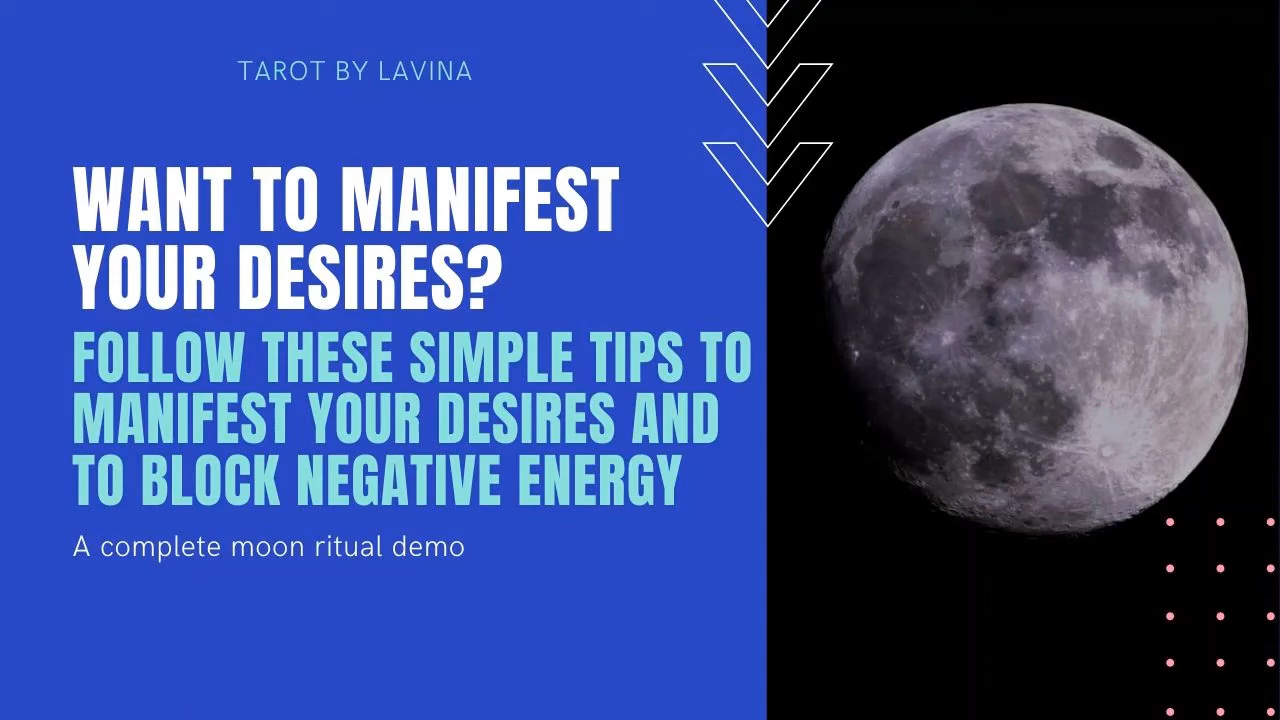 TAROT BY LAVINA
WANT TO MANIFEST
YOUR DESIRES?
FOLLOW THESE SIMPLE TIPS TO
MANIFEST YOUR DESIRES AND
TO BLOCK NEGATIVE ENERGY
A complete moon ritual demo